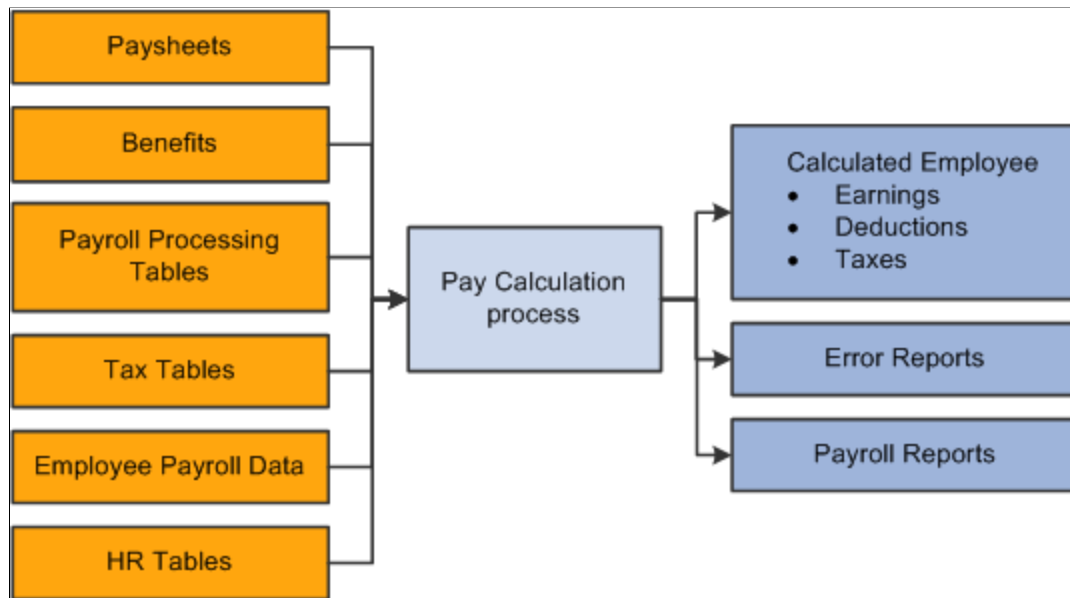 Paysheets
Benefits
Payroll Processing
Tables
Tax Tables
Employee Payroll Data
HR Tables
Pay Calculation
process
Calculated Employee
• Earnings
• Deductions
• Taxes
Error Reports
Payroll Reports